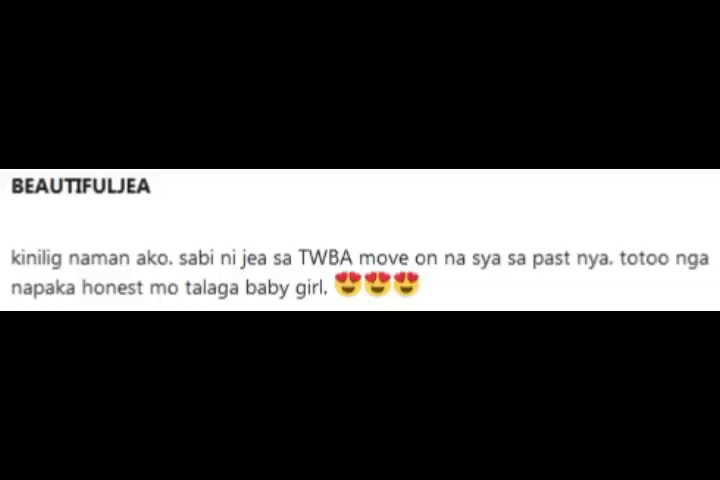 BEAUTIFULJEA
kinilig naman ako. sabi ni jea sa TWBA move on na sya sa past nya. totoo nga
napaka honest mo talaga baby girl. 😍😍😍